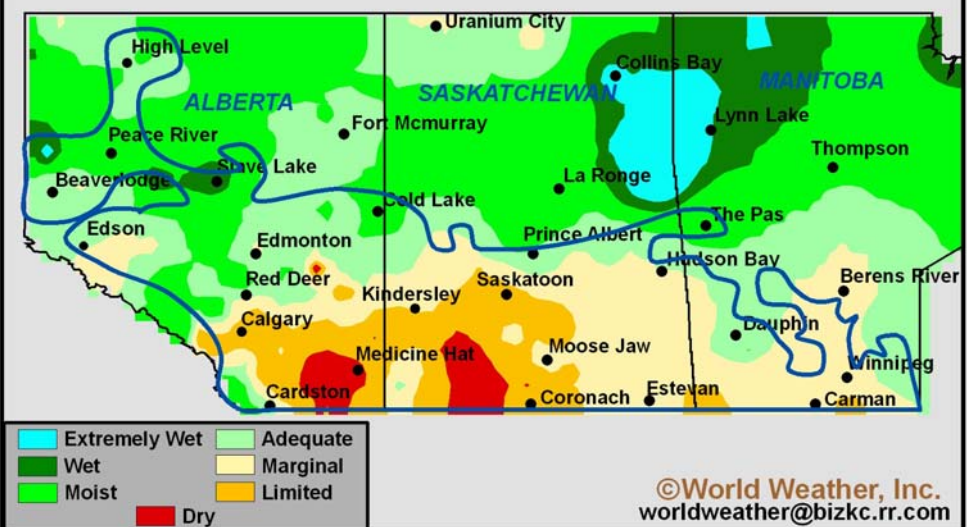 Uranium City
High Level
Collins Bay
ALBERTA
SASKATCHEWAN
MANITOBA
Fort Mcmurray
Lynn Lake
Peace River
Thompson
Slave Lake
Beaverlodge
La Ronge
Cold Lake
The Pas
Edson
Edmonton
Prince Albert
Hudson Bay
Red Deer
Saskatoon
Berens River
Kindersley
Calgary
Dauphin
Medicine Hat
Moose Jaw
Winnipeg
Cardston
Coronach
Estevan
Carman
Extremely Wet
Adequate
Wet
Marginal
Moist
Limited
Dry
©World Weather, Inc.
worldweather@bizkc.rr.com